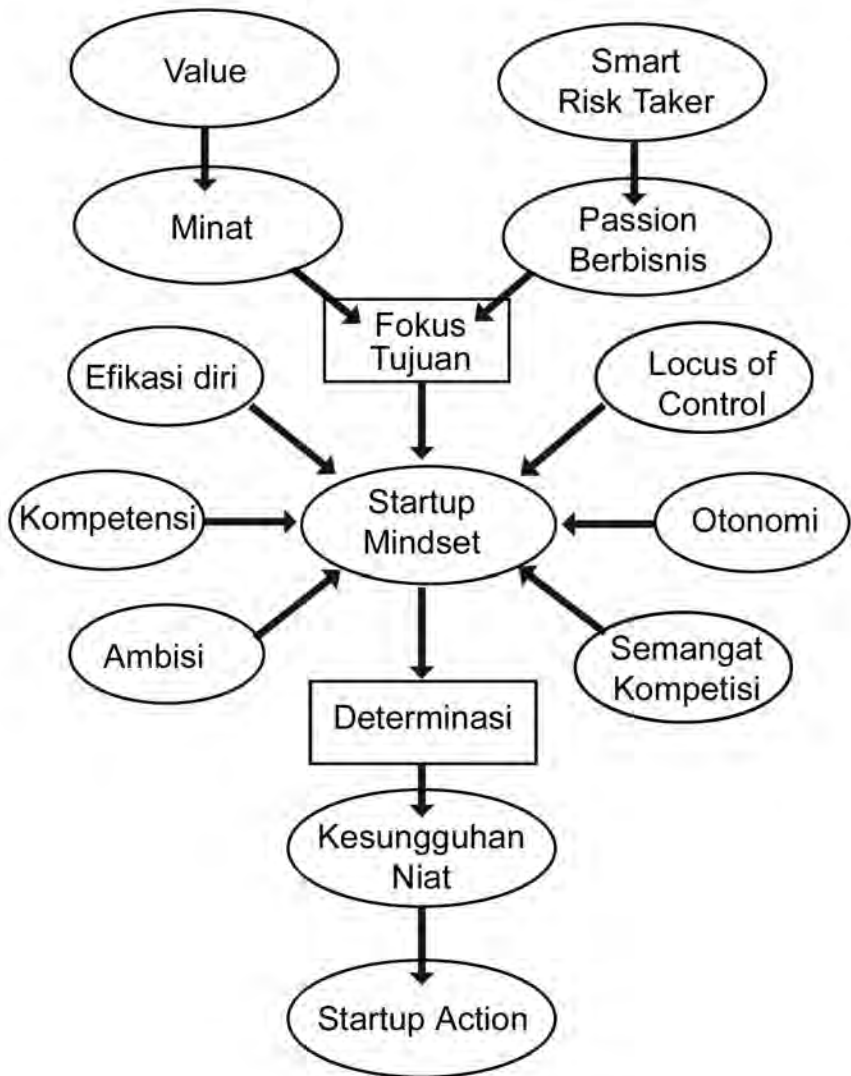 Value
Smart
Risk Taker
Minat
Passion
Berbisnis
Fokus
Tujuan
Efikasi diri
Locus of
Control
Kompetensi
Startup
Mindset
Otonomi
Ambisi
Semangat
Kompetisi
Determinasi
Kesungguhan
Niat
Startup Action